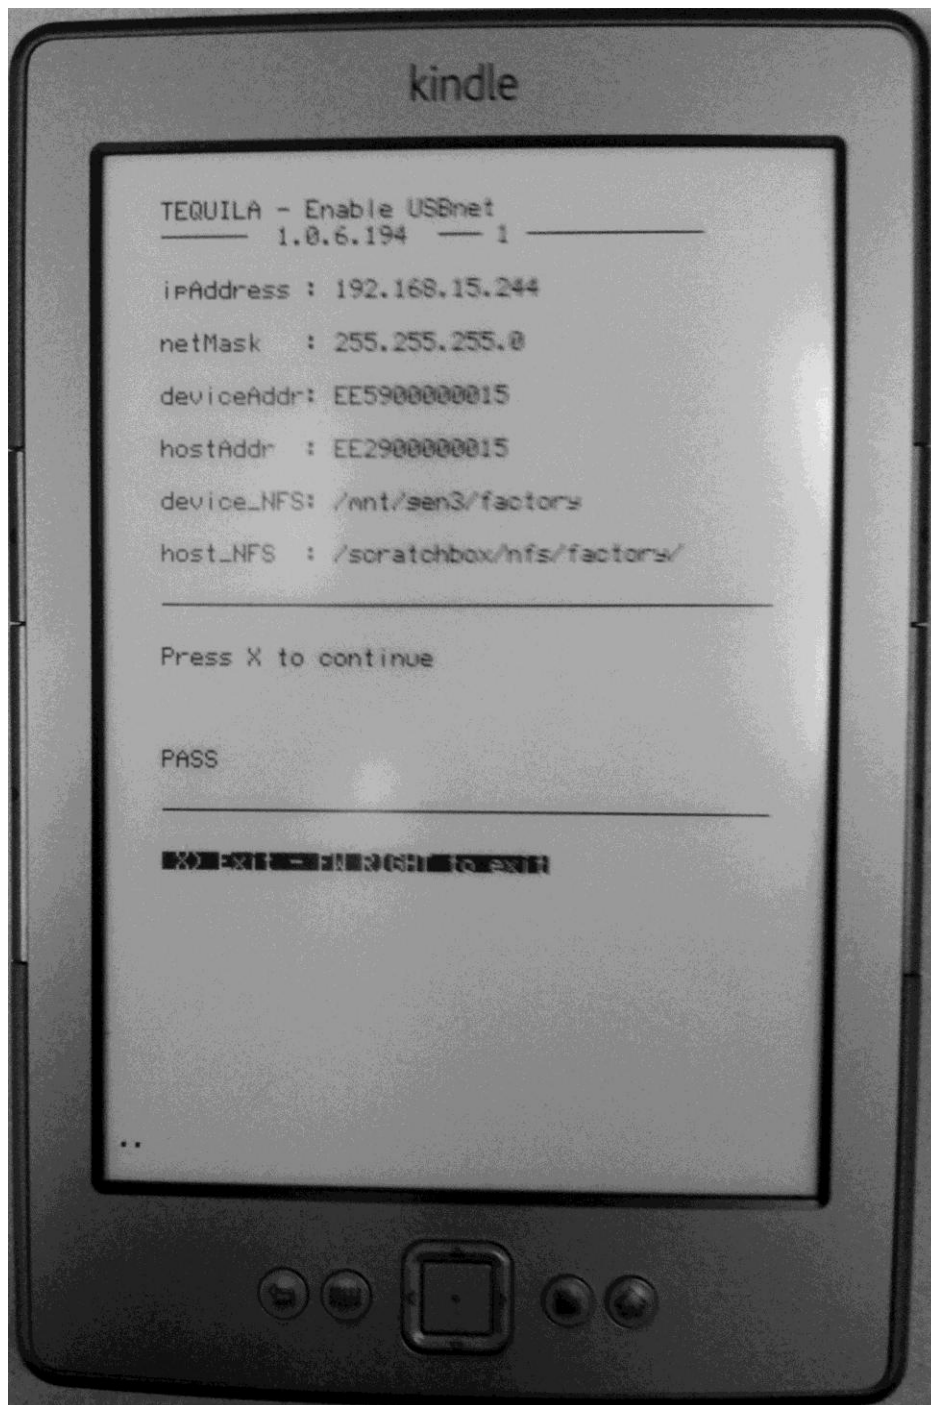 kindle
TEQUILA - Enable USBnet
1.0.6.194 — 1
ipAddress : 192.168.15.244
netMask : 255.255.255.0
deviceAddr: EE5900000015
hostAddr : EE2900000015
device_NFS: /mnt/gen3/factory
host_NFS : /scratchbox/nfs/factory/
Press X to continue
PASS
X) Exit - FW RIGHT to exit
..